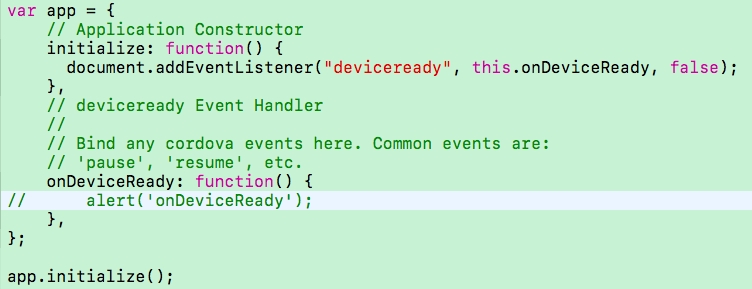 var app = {
    // Application Constructor
    initialize: function() {
      document.addEventListener("deviceready", this.onDeviceReady, false);
    },
    // deviceready Event Handler
    //
    // Bind any cordova events here. Common events are:
    // 'pause', 'resume', etc.
    onDeviceReady: function() {
//      alert('onDeviceReady');
    },
};

app.initialize();